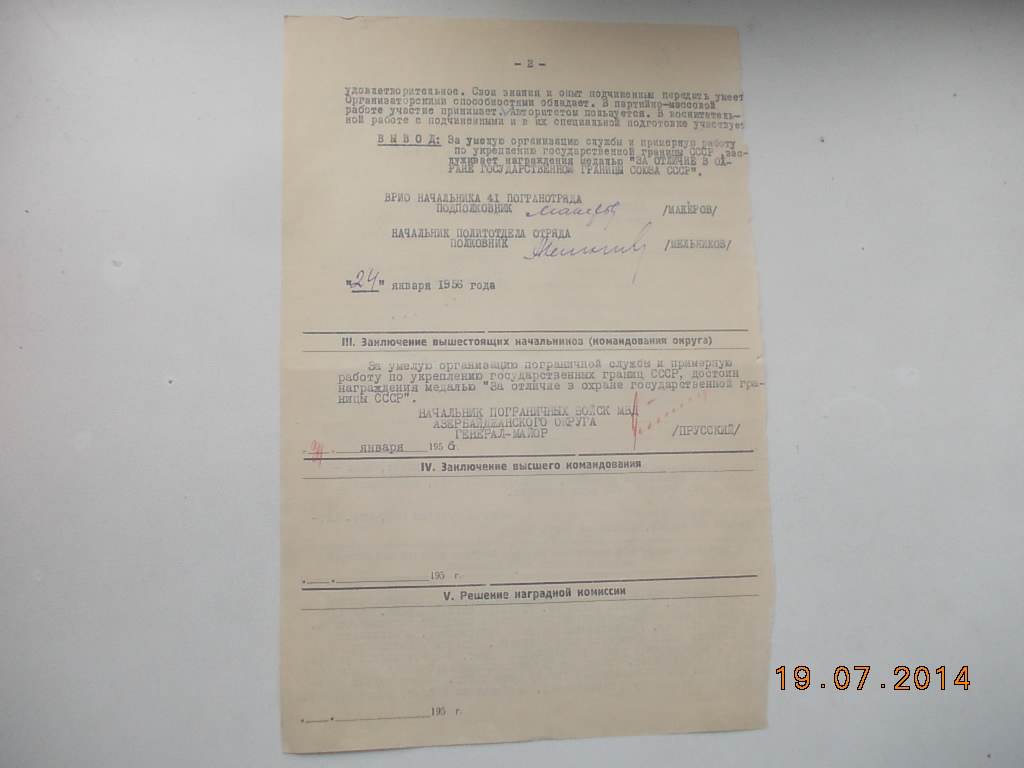 - 2 -
удовлетворительное. Свои знания и опыт подчиненным передать умеет
Организаторскими способностями обладает. В партийно-массовой
работе участие принимает. Авторитетом пользуется. В воспитатель-
ной работе с подчиненными и в их специальной подготовке участвует
ВЫВОД: За умелую организацию службы и примерную работу
по укреплению государственной границы СССР, зас-
луживает награждения медалью "ЗА ОТЛИЧИЕ В ОХ-
РАНЕ ГОСУДАРСТВЕННОЙ ГРАНИЦЫ СОЮЗА ССР".
ВРИО НАЧАЛЬНИКА 41 ПОГРАНОТРЯДА
ПОДПОЛКОВНИК /МАКЕРОВ/
НАЧАЛЬНИК ПОЛИТОТДЕЛА ОТРЯДА
ПОЛКОВНИК /МЕЛЬНИКОВ/
"24" января 1956 года
III. Заключение вышестоящих начальников (командования округа)
За умелую организацию пограничной службы и примерную
работу по укреплению государственных границ СССР, достоин
награждения медалью "За отличие в охране государственной гра-
ницы СССР".
НАЧАЛЬНИК ПОГРАНИЧНЫХ ВОЙСК МВД
АЗЕРБАЙДЖАНСКОГО ОКРУГА
ГЕНЕРАЛ-МАЙОР /ПРУССКИЙ/
января 1956г.
IV. Заключение высшего командования
195 г.
V. Решение наградной комиссии
195 г.
19.07.2014